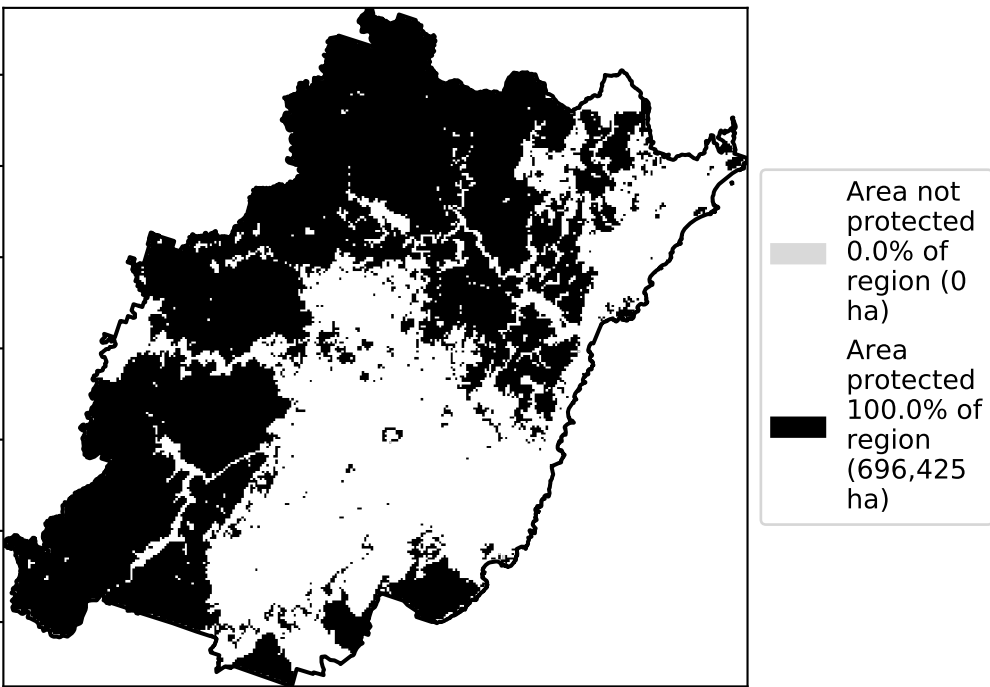 Area not
protected
0.0% of
region (0
ha)
Area
protected
100.0% of
region
(696,425
ha)